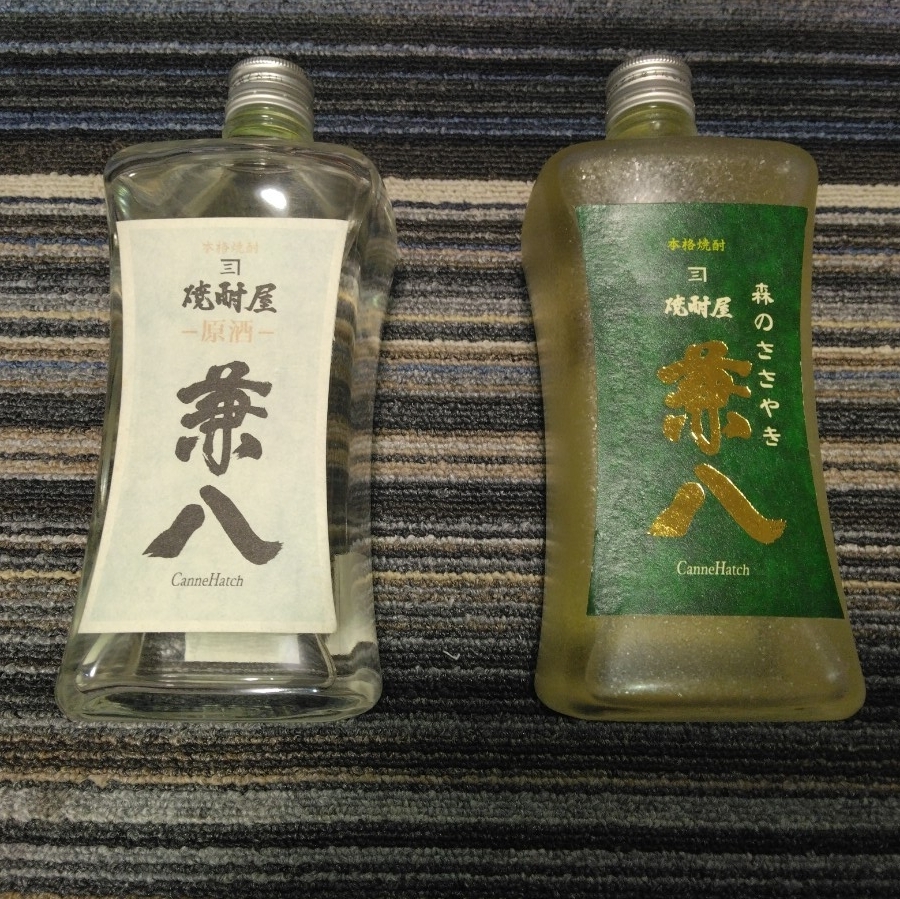 本格焼酎
焼酎屋
－原酒－
兼八
CanneHatch
本格焼酎
焼酎屋
兼八
森のささやき
CanneHatch